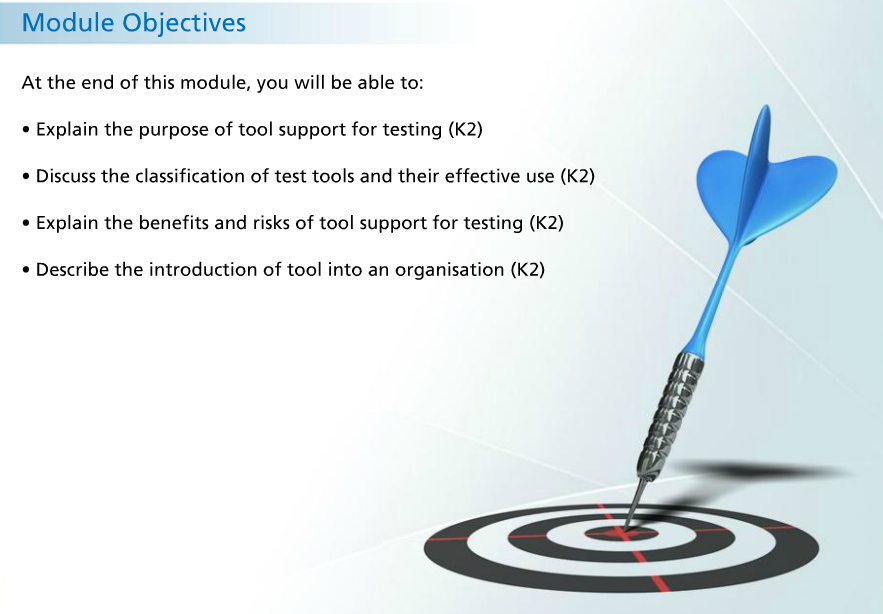 Module Objectives
At the end of this module, you will be able to:
• Explain the purpose of tool support for testing (K2)
• Discuss the classification of test tools and their effective use (K2)
• Explain the benefits and risks of tool support for testing (K2)
• Describe the introduction of tool into an organisation (K2)